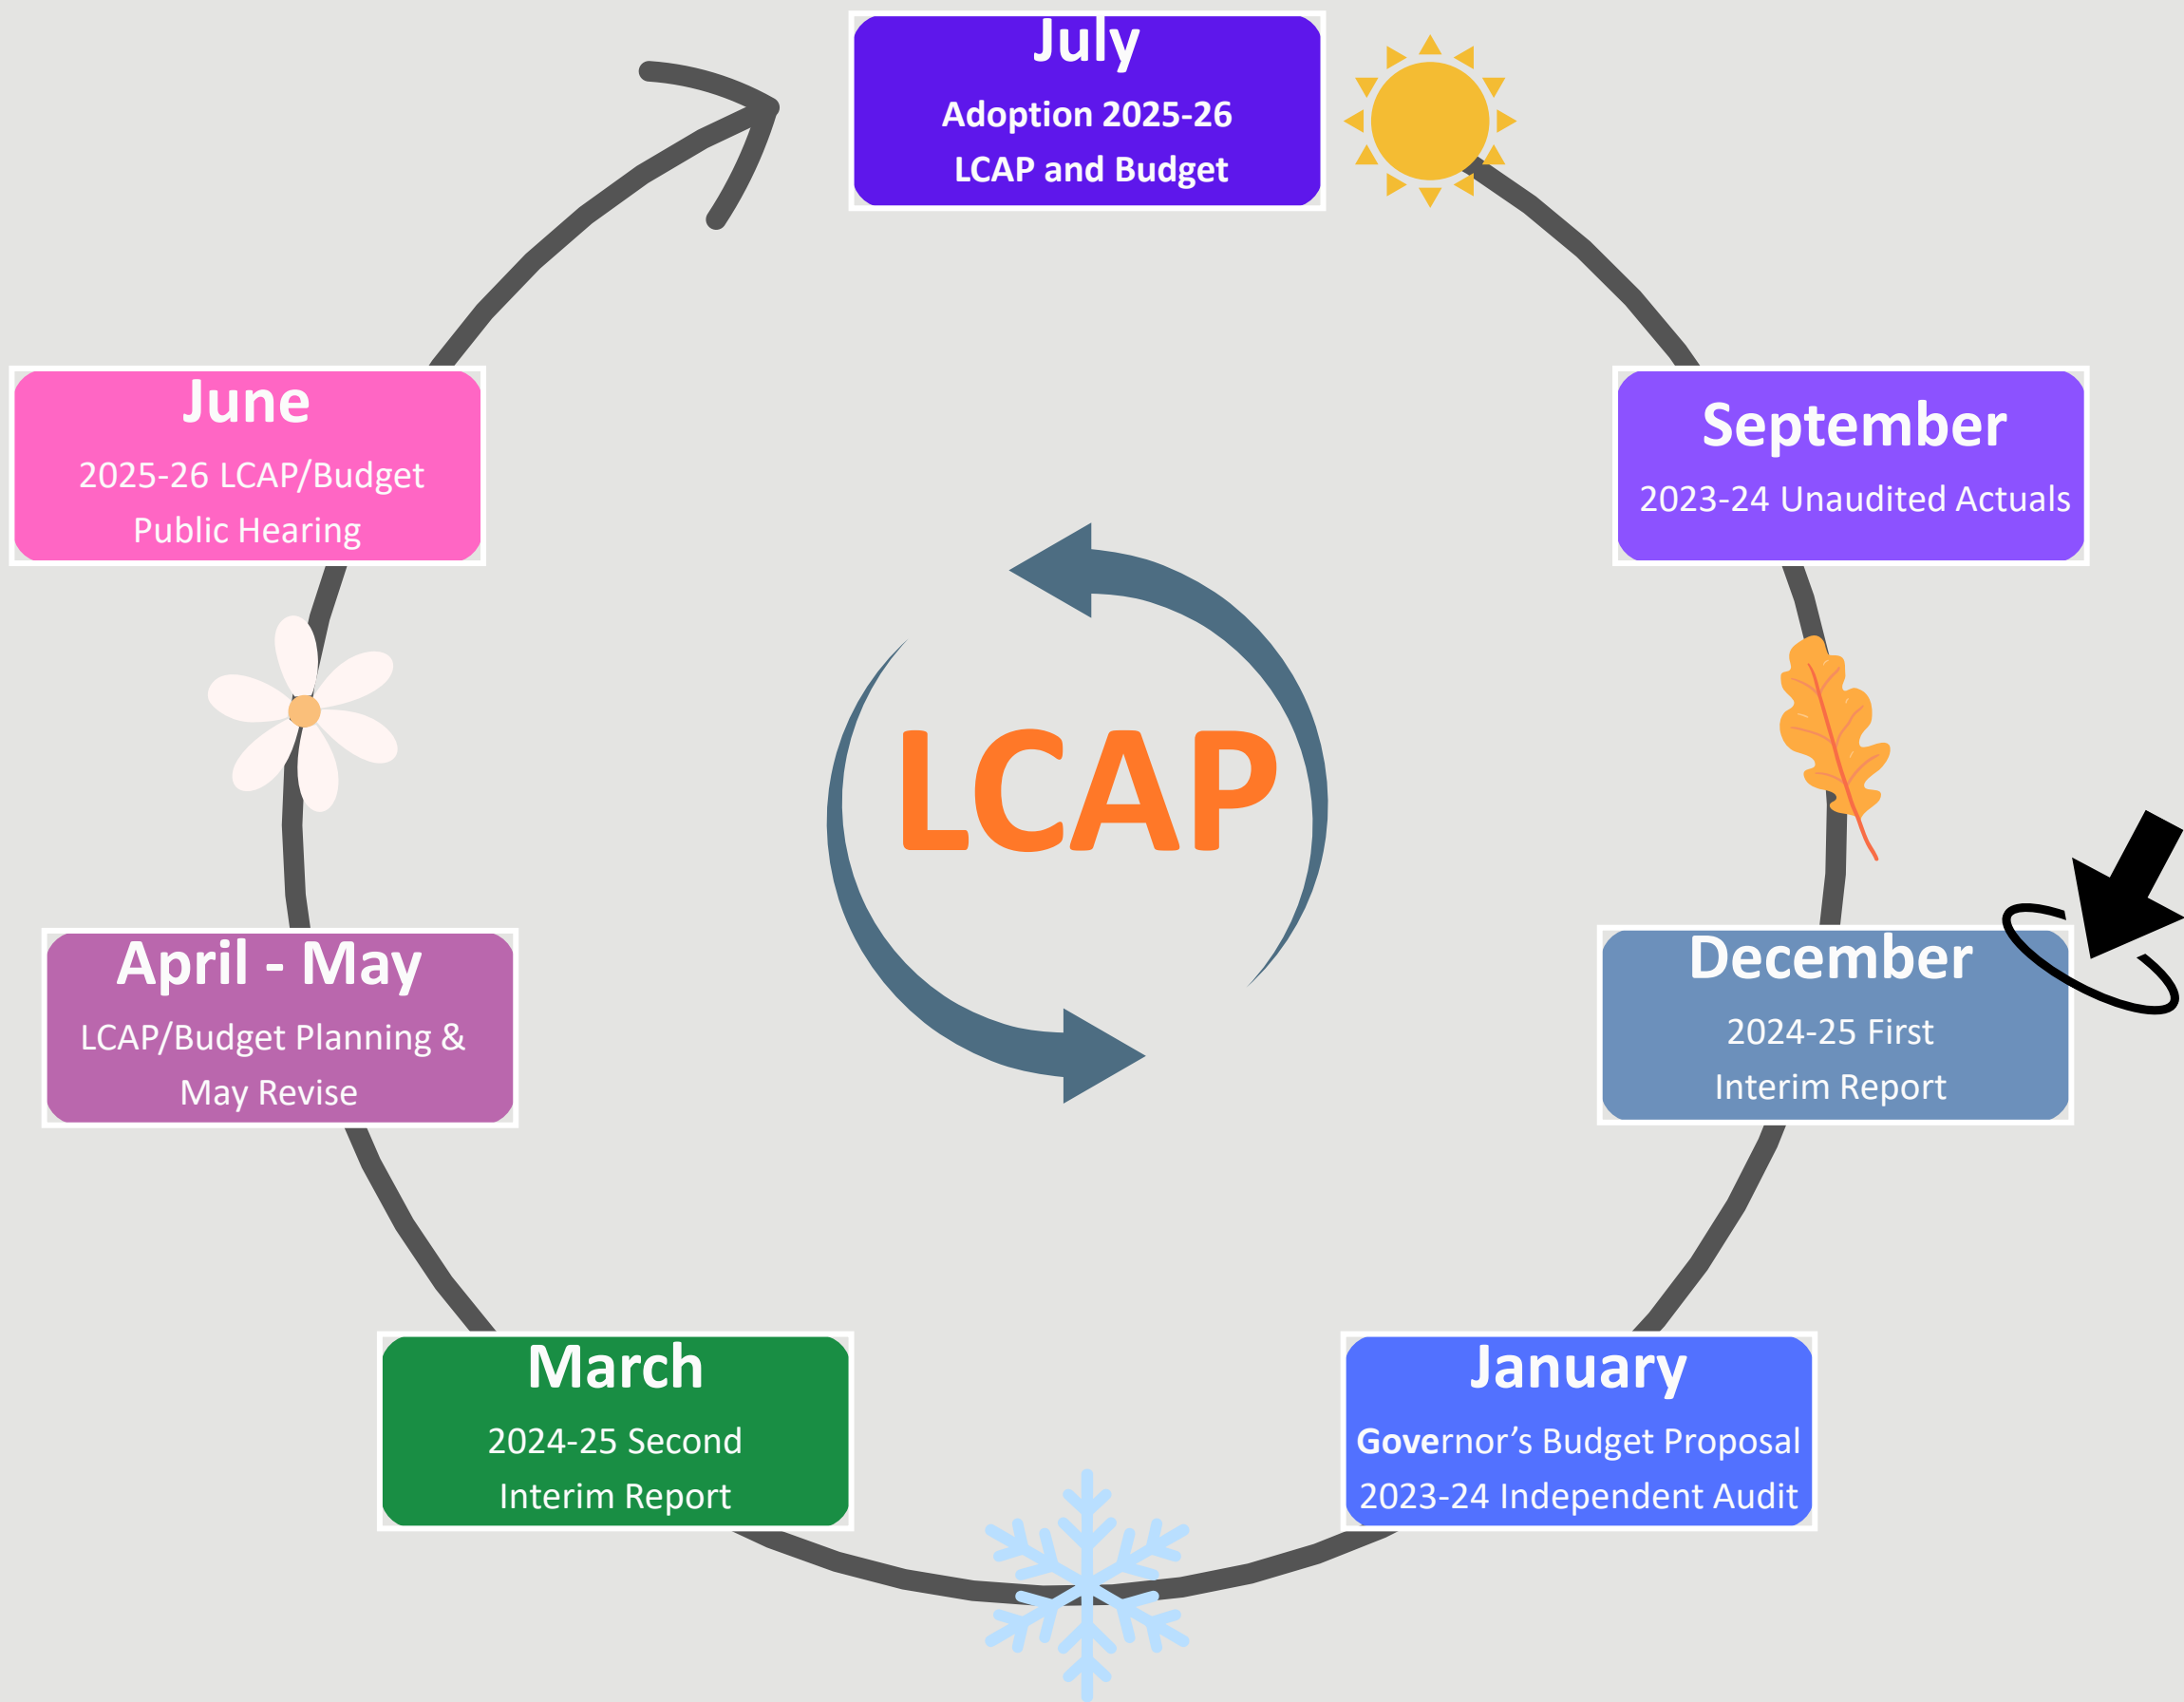 July
Adoption 2025-26
LCAP and Budget
September
2023-24 Unaudited Actuals
December
2024-25 First
Interim Report
January
Governor’s Budget Proposal
2023-24 Independent Audit
March
2024-25 Second
Interim Report
April - May
LCAP/Budget Planning &
May Revise
June
2025-26 LCAP/Budget
Public Hearing
LCAP